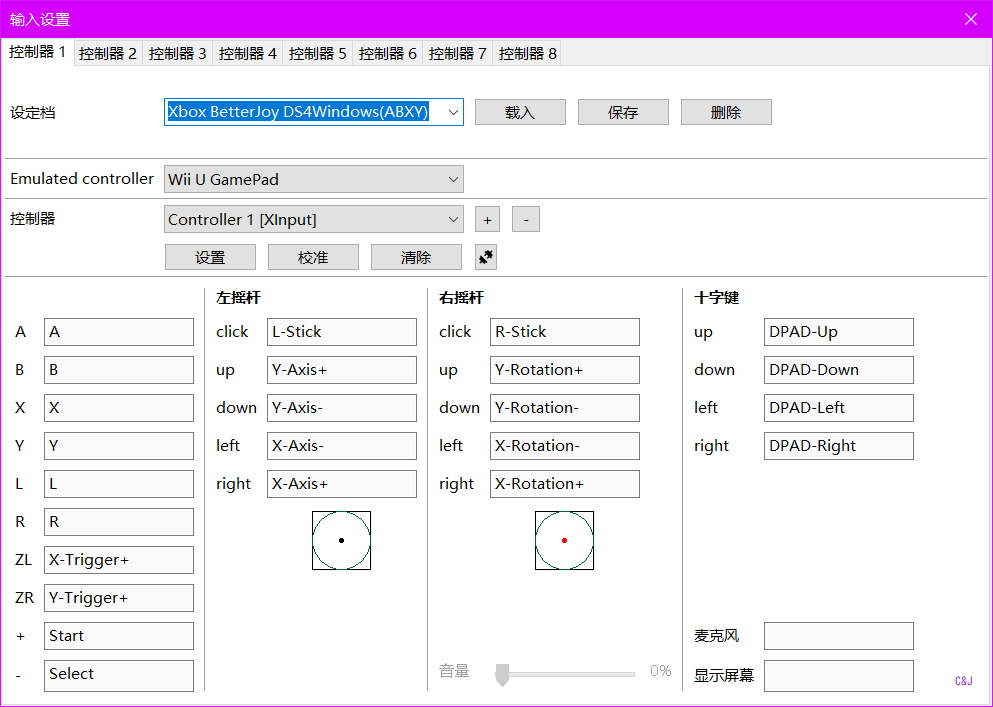 输入设置
控制器 1 控制器 2 控制器 3 控制器 4 控制器 5 控制器 6 控制器 7 控制器 8
设定档 Xbox BetterJoy DS4Windows(ABXY) 载入 保存 删除
Emulated controller Wii U GamePad
控制器 Controller 1 [XInput] + -
设置 校准 清除
左摇杆 右摇杆 十字键
A A click L-Stick click R-Stick up DPAD-Up
B B up Y-Axis+ up Y-Rotation+ down DPAD-Down
X X down Y-Axis- down Y-Rotation- left DPAD-Left
Y Y left X-Axis- left X-Rotation- right DPAD-Right
L L right X-Axis+ right X-Rotation+
R R
ZL X-Trigger+
ZR Y-Trigger+
+ Start 麦克风
- Select 音量 0% 显示屏幕 C&J